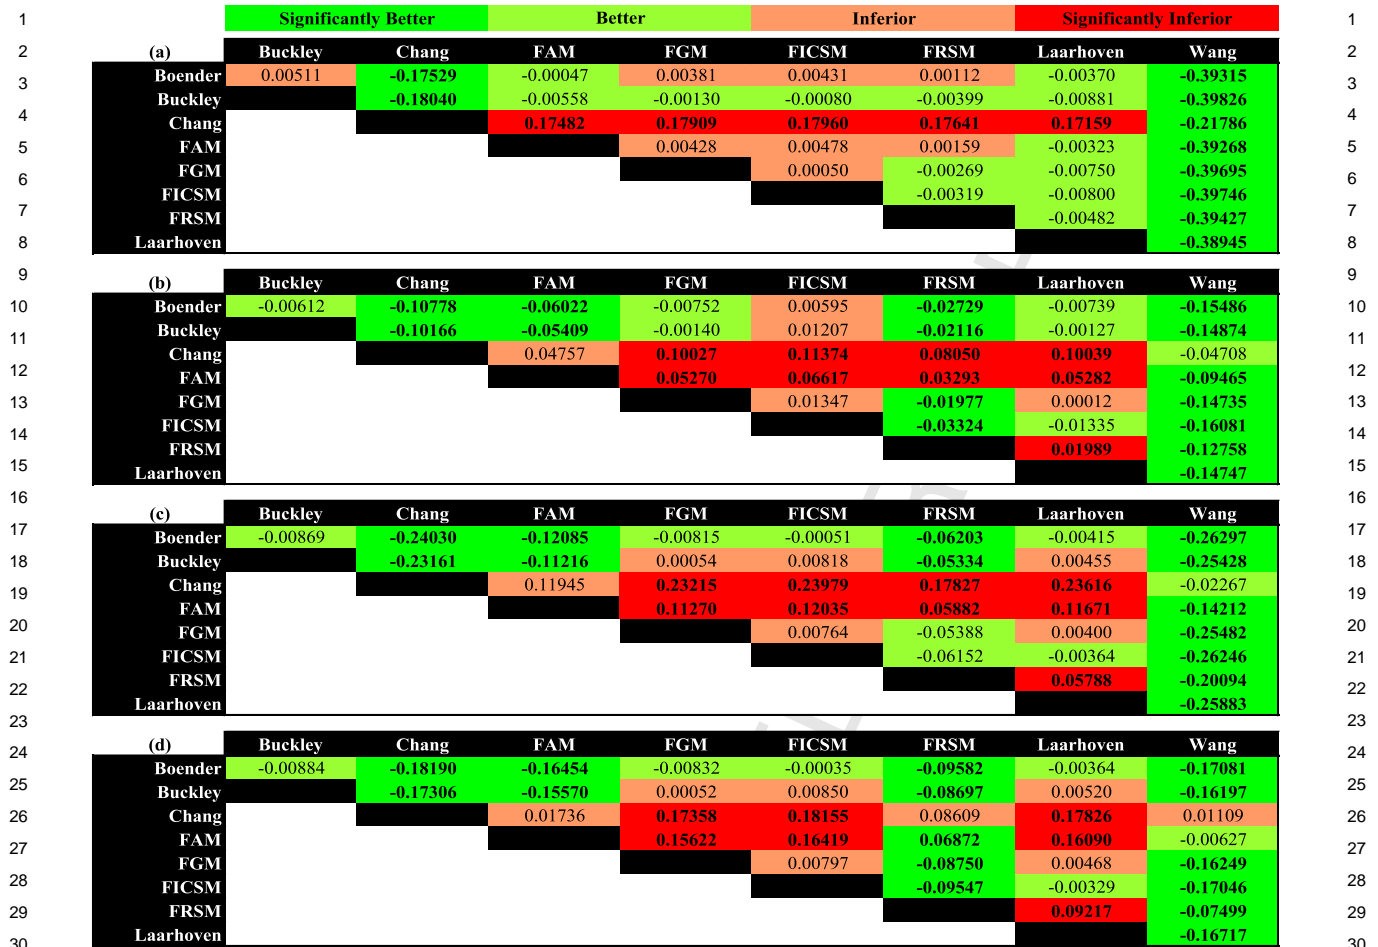 1 Significantly Better Better Inferior Significantly Inferior 1
2 (a) Buckley Chang FAM FGM FICSM FRSM Laarhoven Wang 2
3 Boender 0.00511 -0.17529 -0.00047 0.00381 0.00431 0.00112 -0.00370 -0.39315 3
Buckley -0.18040 -0.00558 -0.00130 -0.00080 -0.00399 -0.00881 -0.39826
4 Chang 0.17482 0.17909 0.17960 0.17641 0.17159 -0.21786 4
5 FAM 0.00428 0.00478 0.00159 -0.00323 -0.39268 5
6 FGM 0.00050 -0.00269 -0.00750 -0.39695 6
FICSM -0.00319 -0.00800 -0.39746
7 FRSM -0.00482 -0.39427 7
8 Laarhoven -0.38945 8
9 (b) Buckley Chang FAM FGM FICSM FRSM Laarhoven Wang 9
10 Boender -0.00612 -0.10778 -0.06022 -0.00752 0.00595 -0.02729 -0.00739 -0.15486 10
11 Buckley -0.10166 -0.05409 -0.00140 0.01207 -0.02116 -0.00127 -0.14874 11
Chang 0.04757 0.10027 0.11374 0.08050 0.10039 -0.04708
12 FAM 0.05270 0.06617 0.03293 0.05282 -0.09465 12
13 FGM 0.01347 -0.01977 0.00012 -0.14735 13
14 FICSM -0.03324 -0.01335 -0.16081 14
FRSM 0.01989 -0.12758
15 Laarhoven -0.14747 15
16 16
17 (c) Buckley Chang FAM FGM FICSM FRSM Laarhoven Wang 17
Boender -0.00869 -0.24030 -0.12085 -0.00815 -0.00051 -0.06203 -0.00415 -0.26297
18 Buckley -0.23161 -0.11216 0.00054 0.00818 -0.05334 0.00455 -0.25428 18
19 Chang 0.11945 0.23215 0.23979 0.17827 0.23616 -0.02267 19
FAM 0.11270 0.12035 0.05882 0.11671 -0.14212
20 FGM 0.00764 -0.05388 0.00400 -0.25482 20
21 FICSM -0.06152 -0.00364 -0.26246 21
22 FRSM 0.05788 -0.20094 22
Laarhoven -0.25883
23 23
24 (d) Buckley Chang FAM FGM FICSM FRSM Laarhoven Wang 24
25 Boender -0.00884 -0.18190 -0.16454 -0.00832 -0.00035 -0.09582 -0.00364 -0.17081 25
Buckley -0.17306 -0.15570 0.00052 0.00850 -0.08697 0.00520 -0.16197
26 Chang 0.01736 0.17358 0.18155 0.08609 0.17826 0.01109 26
27 FAM 0.15622 0.16419 0.06872 0.16090 -0.00627 27
FGM 0.00797 -0.08750 0.00468 -0.16249
28 FICSM -0.09547 -0.00329 -0.17046 28
29 FRSM 0.09217 -0.07499 29
30 Laarhoven -0.16717 30